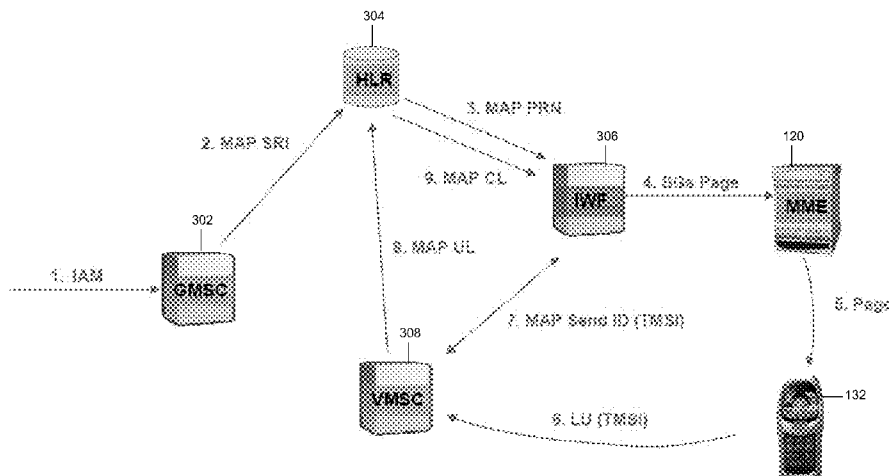 304
HLR
3. MAP PRN
306
120
2. MAP SRI
9. MAP CL
IWF
4. SGs Page
MME
302
8. MAP UL
1. IAM
GMSC
5. Page
308
7. MAP Send ID (TMSI)
VMSC
132
6. LU (TMSI)